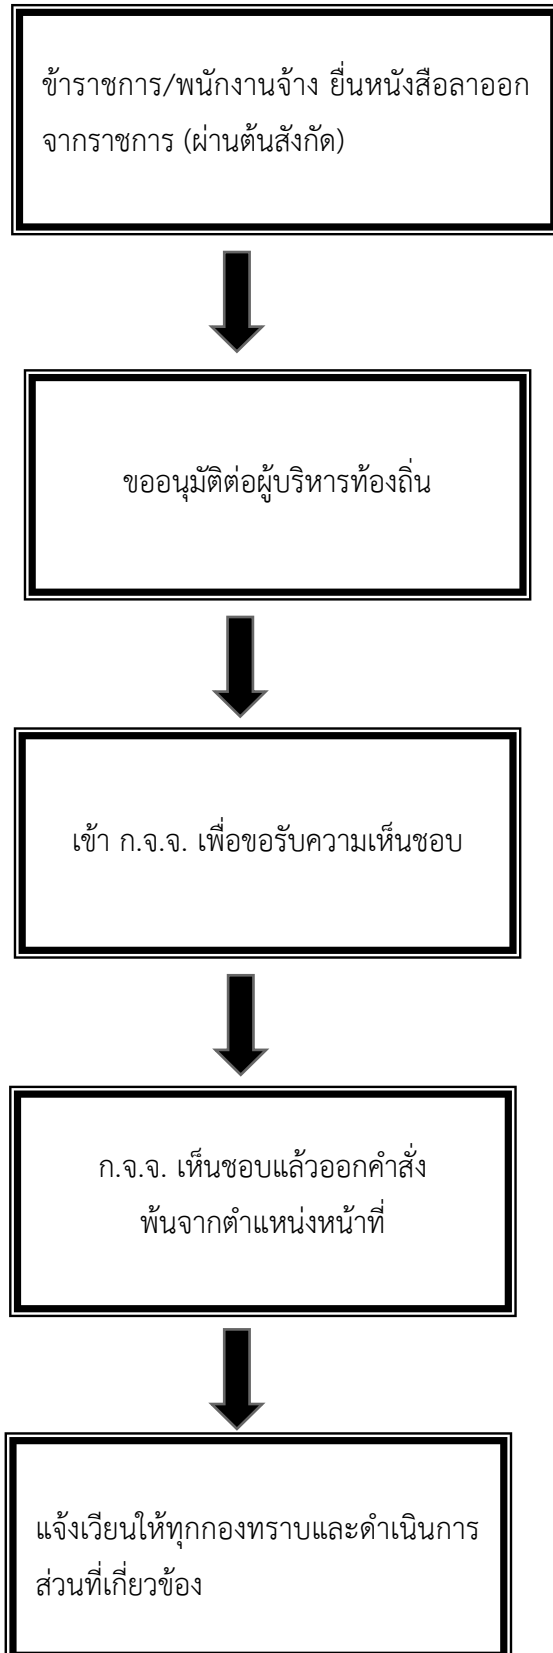 ข้าราชการ/พนักงานจ้าง ยื่นหนังสือลาออก
จากราชการ (ผ่านต้นสังกัด)
ขออนุมัติต่อผู้บริหารท้องถิ่น
เข้า ก.จ.จ. เพื่อขอรับความเห็นชอบ
ก.จ.จ. เห็นชอบแล้วออกคำสั่ง
พ้นจากตำแหน่งหน้าที่
แจ้งเวียนให้ทุกกองทราบและดำเนินการ
ส่วนที่เกี่ยวข้อง